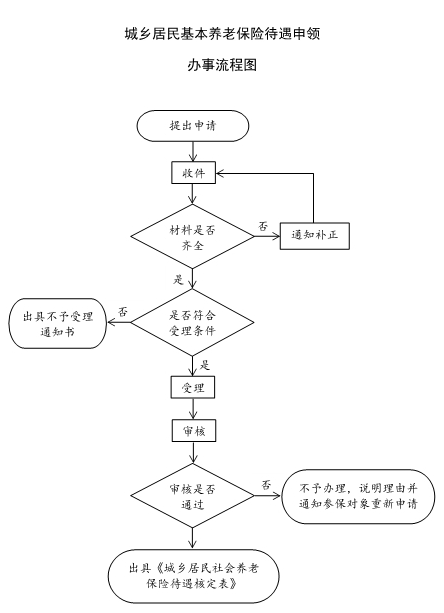 城乡居民基本养老保险待遇申领
办事流程图
提出申请
收件
材料是否
齐全
否
通知补正
是
是否符合
受理条件
否
出具不予受理
通知书
是
受理
审核
审核是否
通过
否
不予办理，说明理由并
通知参保对象重新申请
出具《城乡居民社会养老
保险待遇核定表》